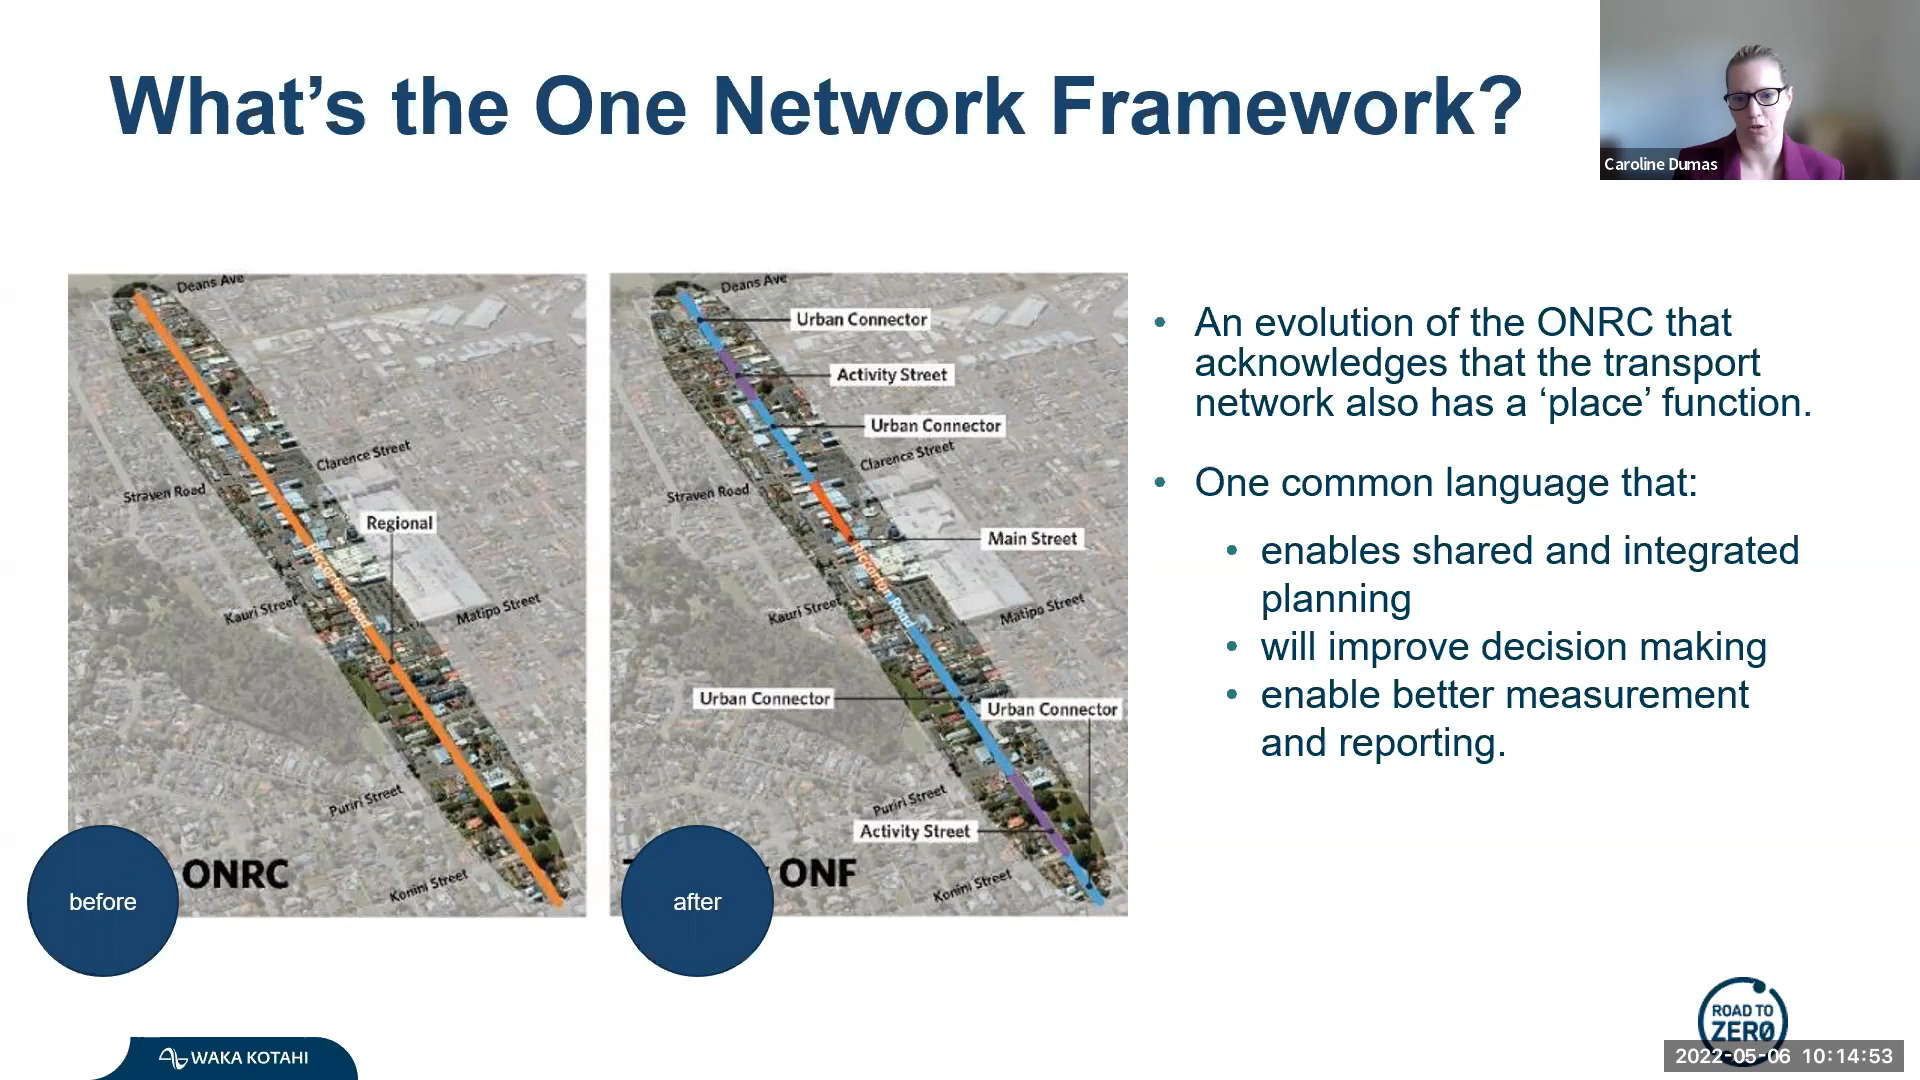 What's the One Network Framework?
Caroline Dumas
Deans Ave
Clarence Street
Straven Road
Regional
Riccarton Road
Kauri Street
Matipo Street
Puriri Street
Konini Street
ONRC
before
Deans Ave
Urban Connector
Activity Street
Urban Connector
Clarence Street
Straven Road
Main Street
Riccarton Road
Kauri Street
Matipo Street
Urban Connector
Urban Connector
Puriri Street
Activity Street
Konini Street
ONF
after
• An evolution of the ONRC that
acknowledges that the transport
network also has a ‘place’ function.
• One common language that:
• enables shared and integrated
planning
• will improve decision making
• enable better measurement
and reporting.
WAKA KOTAHI
ROAD TO
ZERO
2022-05-06 10:14:53